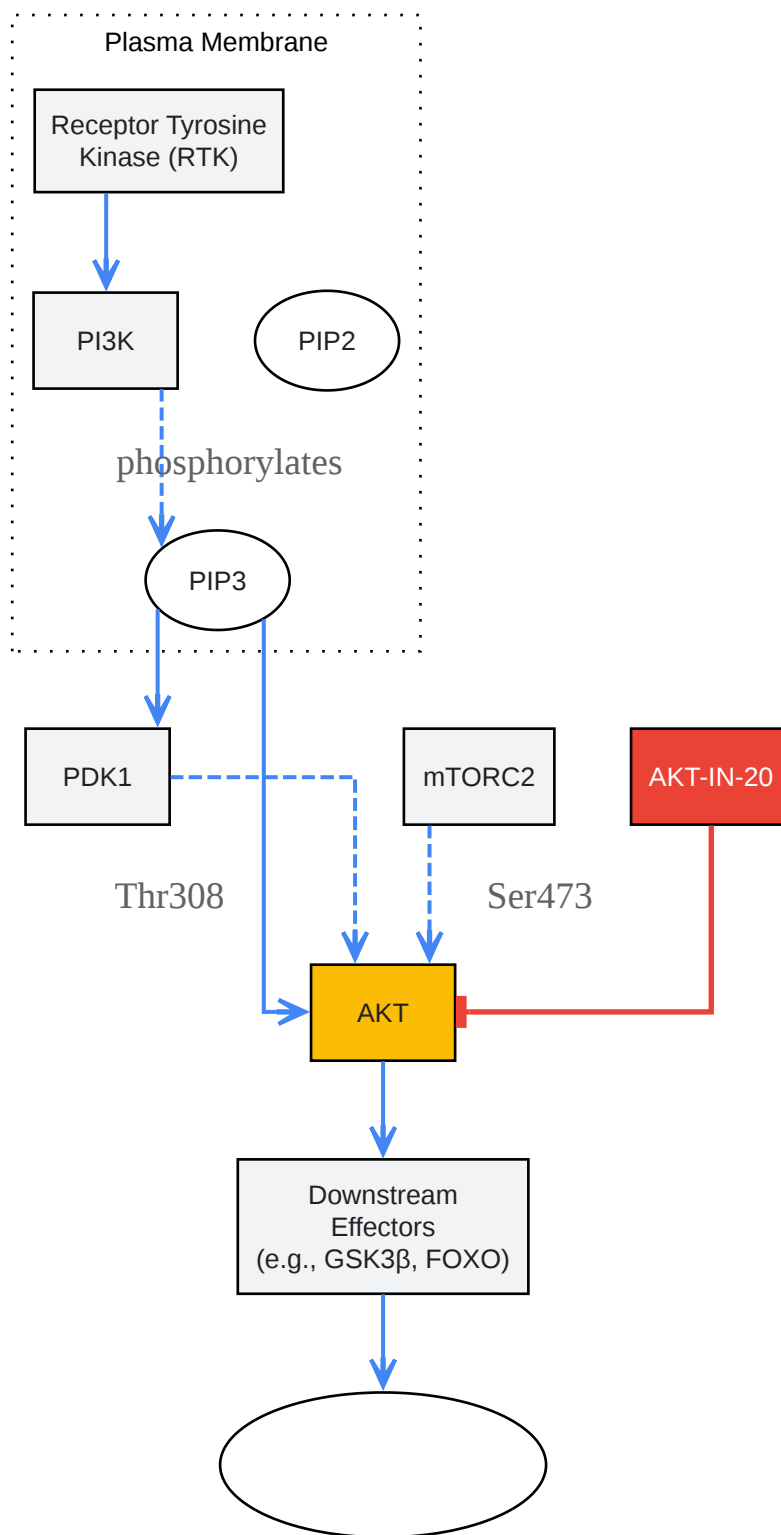 Plasma Membrane
Receptor Tyrosine
Kinase (RTK)
PI3K
PIP2
phosphorylates
PIP3
PDK1
mTORC2
AKT-IN-20
Thr308
Ser473
AKT
Downstream
Effectors
(e.g., GSK3β, FOXO)